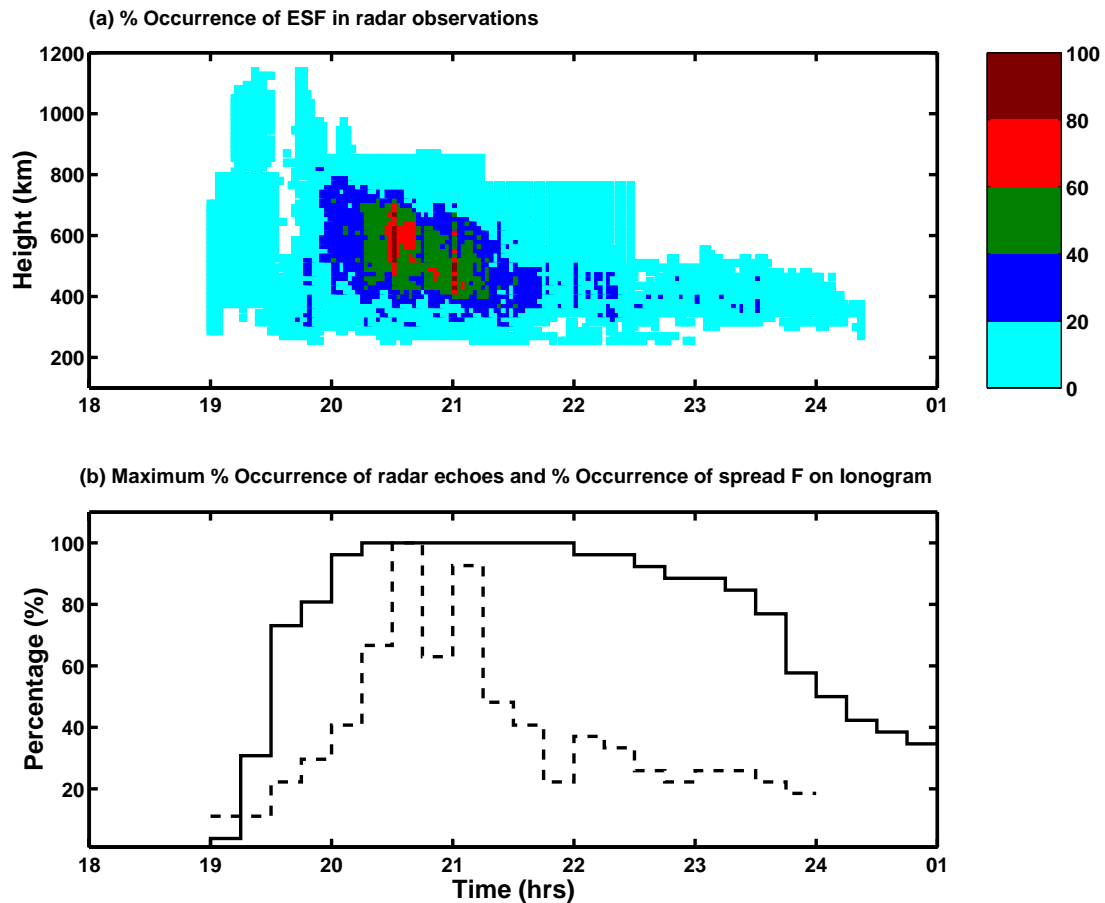 (a) % Occurrence of ESF in radar observations
1200
1000
800
600
400
200
Height (km)
18 19 20 21 22 23 24 01
100
80
60
40
20
0
(b) Maximum % Occurrence of radar echoes and % Occurrence of spread F on Ionogram
100
80
60
40
20
Percentage (%)
18 19 20 21 22 23 24 01
Time (hrs)